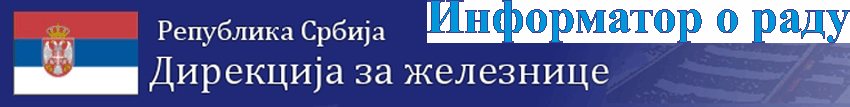 Информатор о раду
Република Србија
Дирекција за железнице